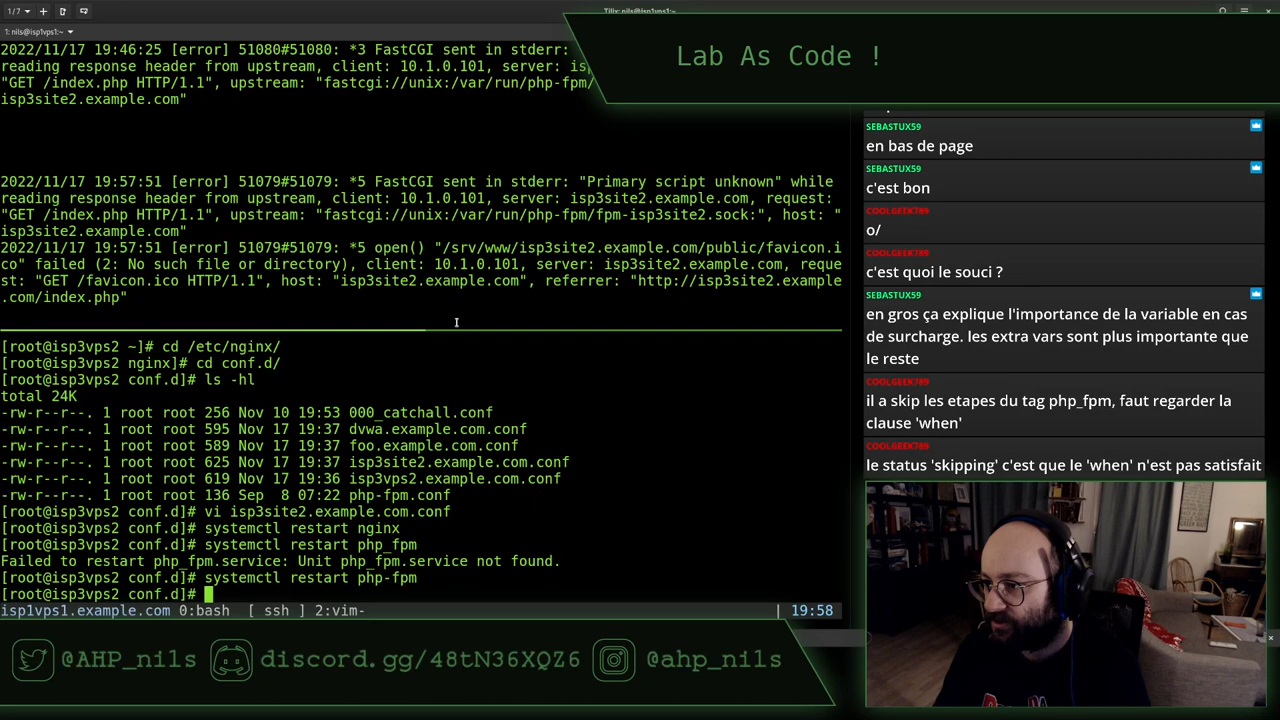 1/7
Tilix: nils@isp1vps1:~
1: nils@isp1vps1:~
2022/11/17 19:46:25 [error] 51080#51080: *3 FastCGI sent in stderr:
reading response header from upstream, client: 10.1.0.101, server: is
"GET /index.php HTTP/1.1", upstream: "fastcgi://unix:/var/run/php-fpm/
isp3site2.example.com"
2022/11/17 19:57:51 [error] 51079#51079: *5 FastCGI sent in stderr: "Primary script unknown" while
reading response header from upstream, client: 10.1.0.101, server: isp3site2.example.com, request:
"GET /index.php HTTP/1.1", upstream: "fastcgi://unix:/var/run/php-fpm/fpm-isp3site2.sock:", host: "
isp3site2.example.com"
2022/11/17 19:57:51 [error] 51079#51079: *5 open() "/srv/www/isp3site2.example.com/public/favicon.i
co" failed (2: No such file or directory), client: 10.1.0.101, server: isp3site2.example.com, reque
st: "GET /favicon.ico HTTP/1.1", host: "isp3site2.example.com", referrer: "http://isp3site2.example
.com/index.php"
[root@isp3vps2 ~]# cd /etc/nginx/
[root@isp3vps2 nginx]# cd conf.d/
[root@isp3vps2 conf.d]# ls -hl
total 24K
-rw-r--r--. 1 root root 256 Nov 10 19:53 000_catchall.conf
-rw-r--r--. 1 root root 595 Nov 17 19:37 dvwa.example.com.conf
-rw-r--r--. 1 root root 589 Nov 17 19:37 foo.example.com.conf
-rw-r--r--. 1 root root 625 Nov 17 19:37 isp3site2.example.com.conf
-rw-r--r--. 1 root root 619 Nov 17 19:36 isp3vps2.example.com.conf
-rw-r--r--. 1 root root 136 Sep  8 07:22 php-fpm.conf
[root@isp3vps2 conf.d]# vi isp3site2.example.com.conf
[root@isp3vps2 conf.d]# systemctl restart nginx
[root@isp3vps2 conf.d]# systemctl restart php_fpm
Failed to restart php_fpm.service: Unit php_fpm.service not found.
[root@isp3vps2 conf.d]# systemctl restart php-fpm
[root@isp3vps2 conf.d]#
isp1vps1.example.com 0:bash  [ ssh ] 2:vim-  | 19:58
Lab As Code !
SEBASTUX59
en bas de page
SEBASTUX59
c'est bon
COOLGEEK789
o/
COOLGEEK789
c'est quoi le souci ?
SEBASTUX59
en gros ça explique l'importance de la variable en cas
de surcharge. les extra vars sont plus importante que
le reste
COOLGEEK789
il a skip les etapes du tag php_fpm, faut regarder la
clause 'when'
COOLGEEK789
le status 'skipping' c'est que le 'when' n'est pas satisfait
@AHP_nils discord.gg/48tN36XQZ6 @ahp_nils